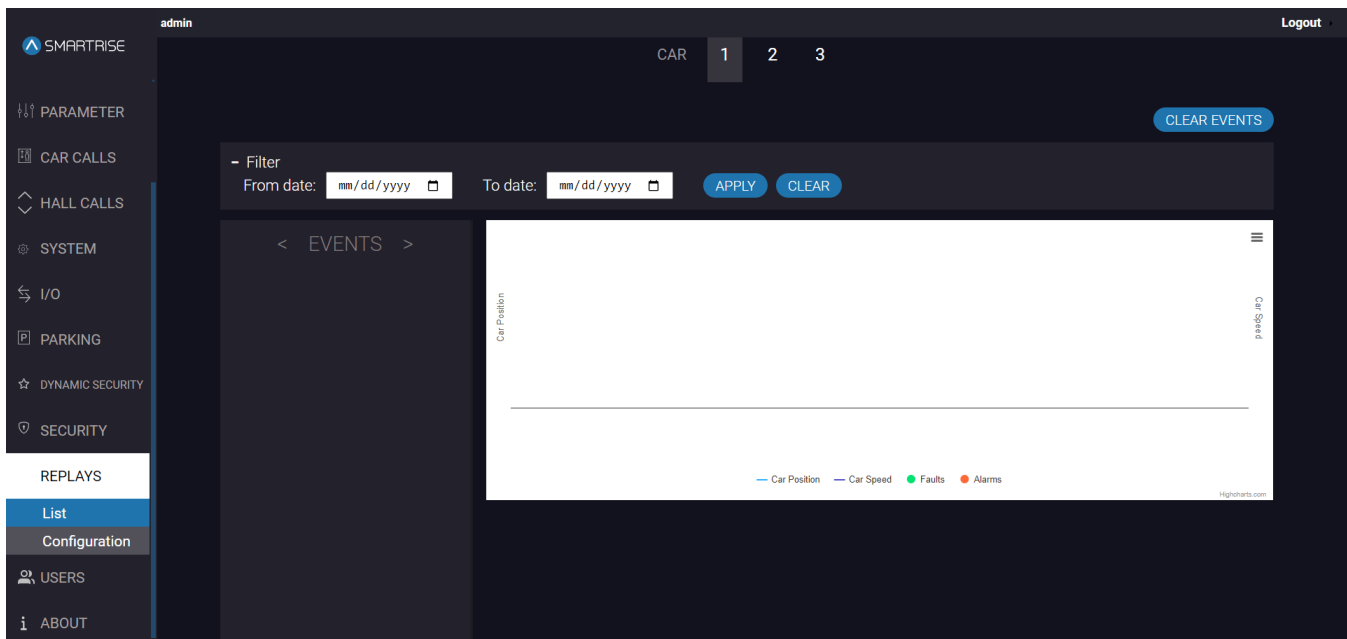 admin
Logout
SMARTRISE
CAR 1 2 3
PARAMETER
CLEAR EVENTS
CAR CALLS
− Filter
From date: mm/dd/yyyy To date: mm/dd/yyyy APPLY CLEAR
HALL CALLS
< EVENTS >
SYSTEM
I/O
Car Position
Car Speed
PARKING
DYNAMIC SECURITY
SECURITY
REPLAYS
Car Position Car Speed Faults Alarms
Highcharts.com
List
Configuration
USERS
ABOUT